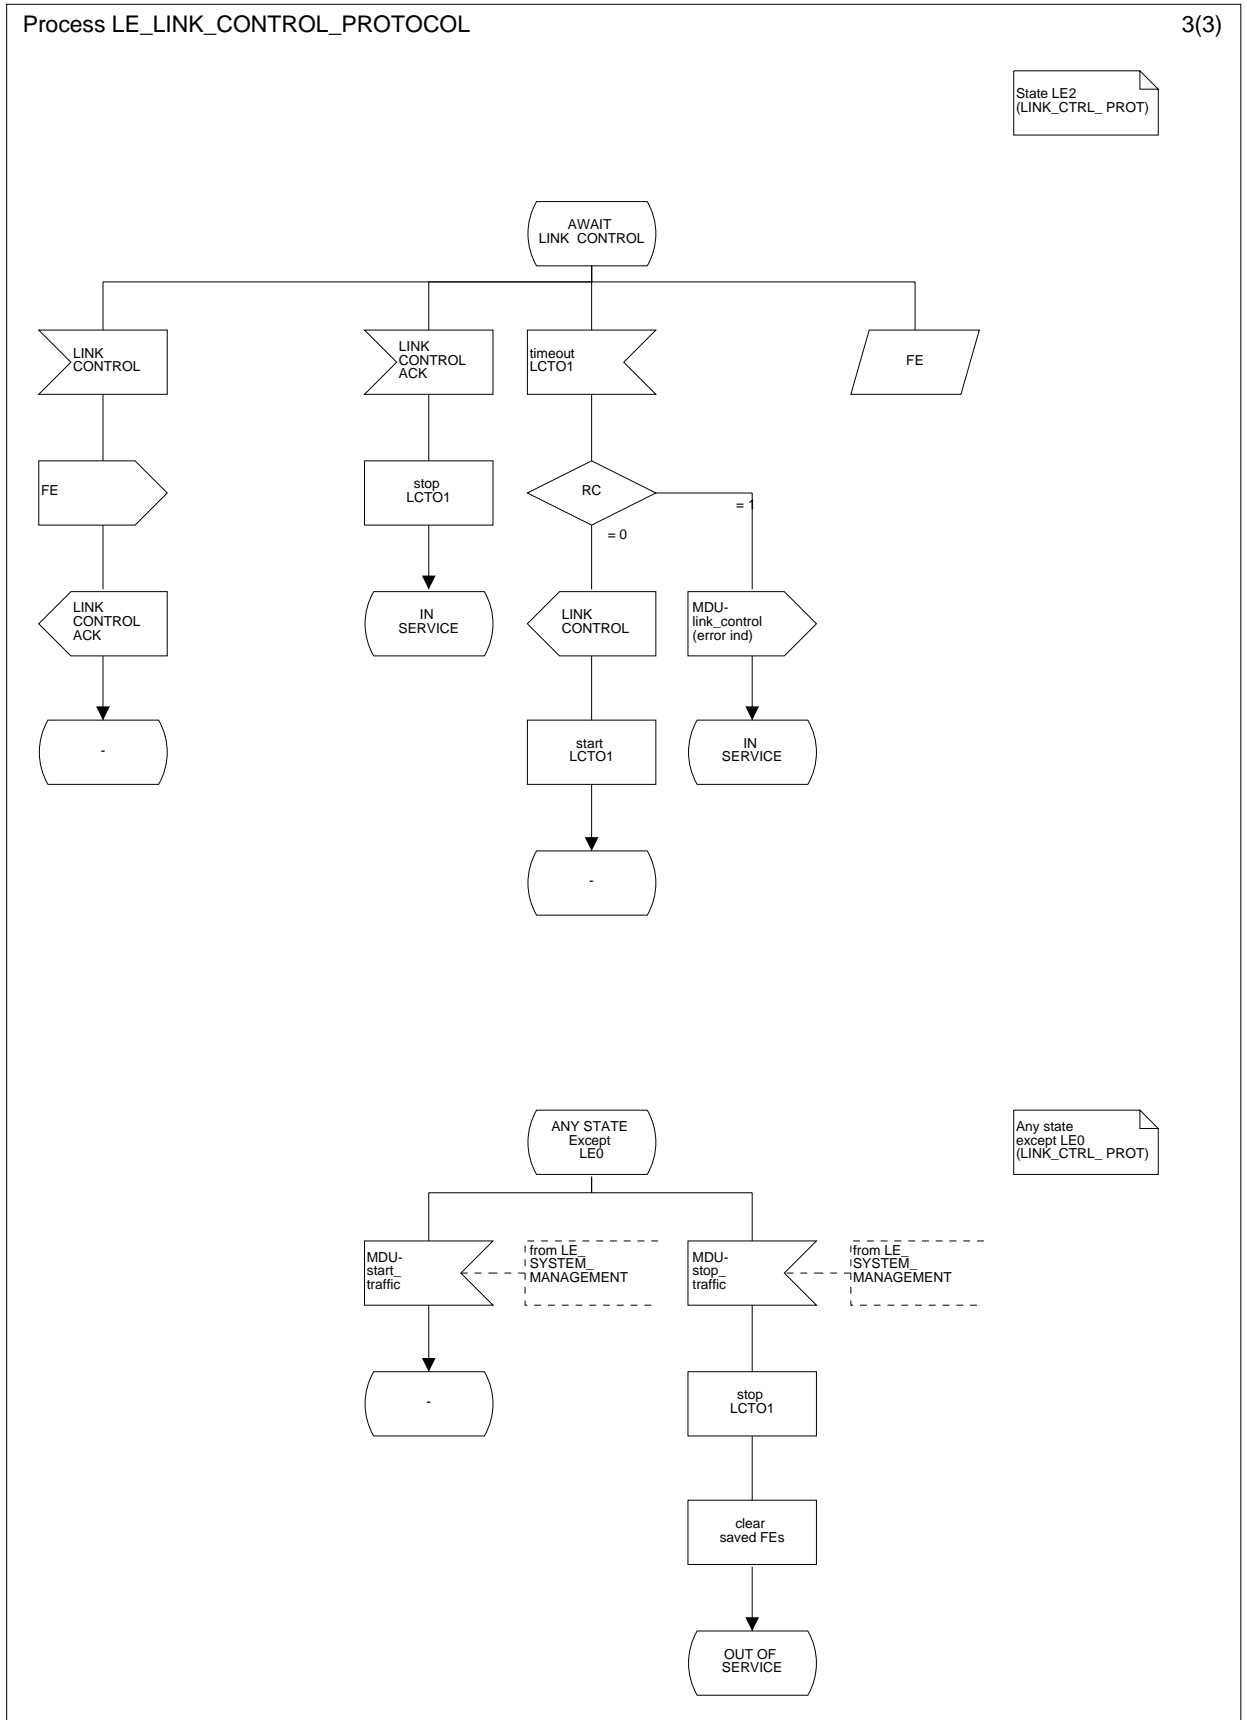 Process LE_LINK_CONTROL_PROTOCOL
3(3)
State LE2
(LINK_CTRL_ PROT)
AWAIT
LINK CONTROL
LINK
CONTROL
LINK
CONTROL
ACK
timeout
LCTO1
FE
FE
stop
LCTO1
RC
= 1
= 0
LINK
CONTROL
ACK
IN
SERVICE
LINK
CONTROL
MDU-
link_control
(error ind)
-
start
LCTO1
IN
SERVICE
-
ANY STATE
Except
LE0
Any state
except LE0
(LINK_CTRL_ PROT)
MDU-
start_
traffic
from LE_
SYSTEM_
MANAGEMENT
MDU-
stop_
traffic
from LE_
SYSTEM_
MANAGEMENT
-
stop
LCTO1
clear
saved FEs
OUT OF
SERVICE